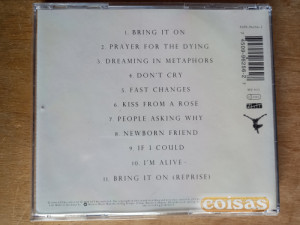 1. BRING IT ON
2. PRAYER FOR THE DYING
3. DREAMING IN METAPHORS
4. DON'T CRY
5. FAST CHANGES
6. KISS FROM A ROSE
7. PEOPLE ASKING WHY
8. NEWBORN FRIEND
9. IF I COULD
10. I'M ALIVE
11. BRING IT ON (REPRISE)
coisas